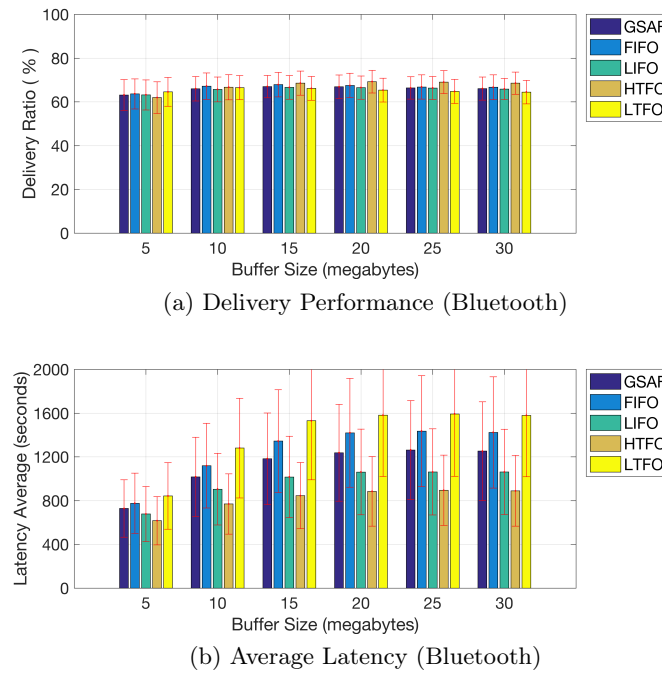 100
80
60
40
20
0
Delivery Ratio ( % )
5 10 15 20 25 30
Buffer Size (megabytes)
GSAF
FIFO
LIFO
HTFO
LTFO
(a) Delivery Performance (Bluetooth)
2000
1600
1200
800
400
0
Latency Average (seconds)
5 10 15 20 25 30
Buffer Size (megabytes)
GSAF
FIFO
LIFO
HTFO
LTFO
(b) Average Latency (Bluetooth)